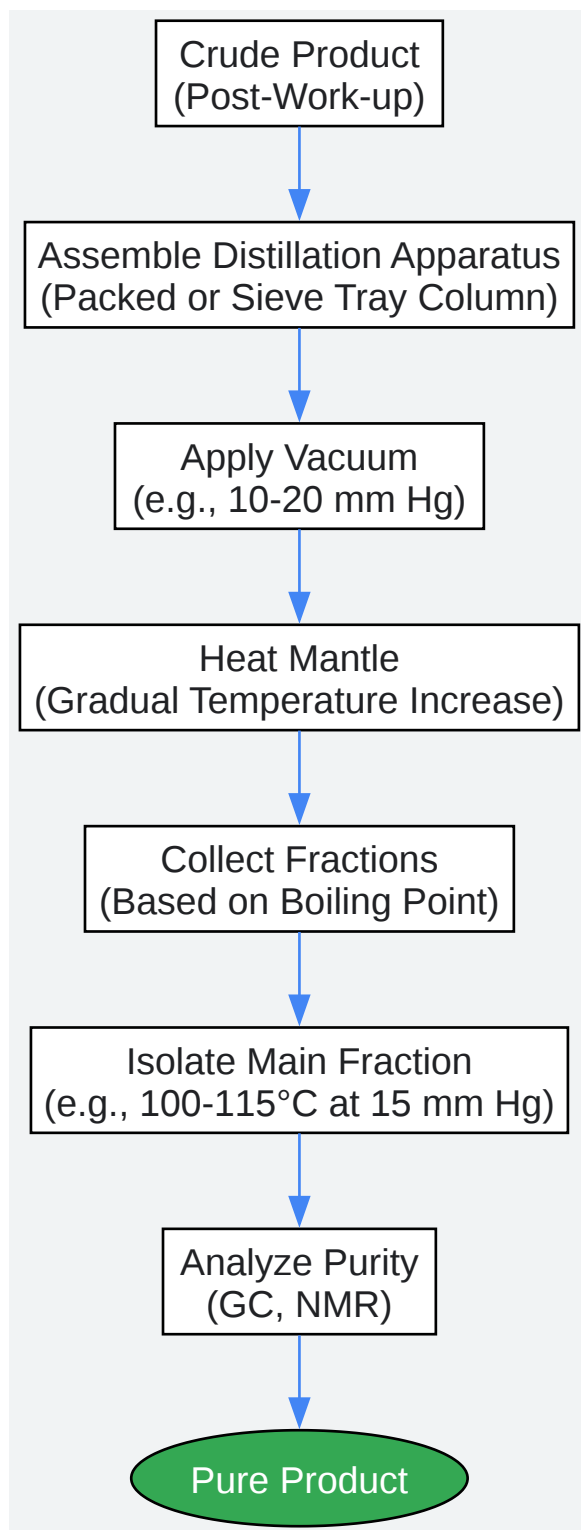 Crude Product
(Post-Work-up)
Assemble Distillation Apparatus
(Packed or Sieve Tray Column)
Apply Vacuum
(e.g., 10-20 mm Hg)
Heat Mantle
(Gradual Temperature Increase)
Collect Fractions
(Based on Boiling Point)
Isolate Main Fraction
(e.g., 100-115°C at 15 mm Hg)
Analyze Purity
(GC, NMR)
Pure Product